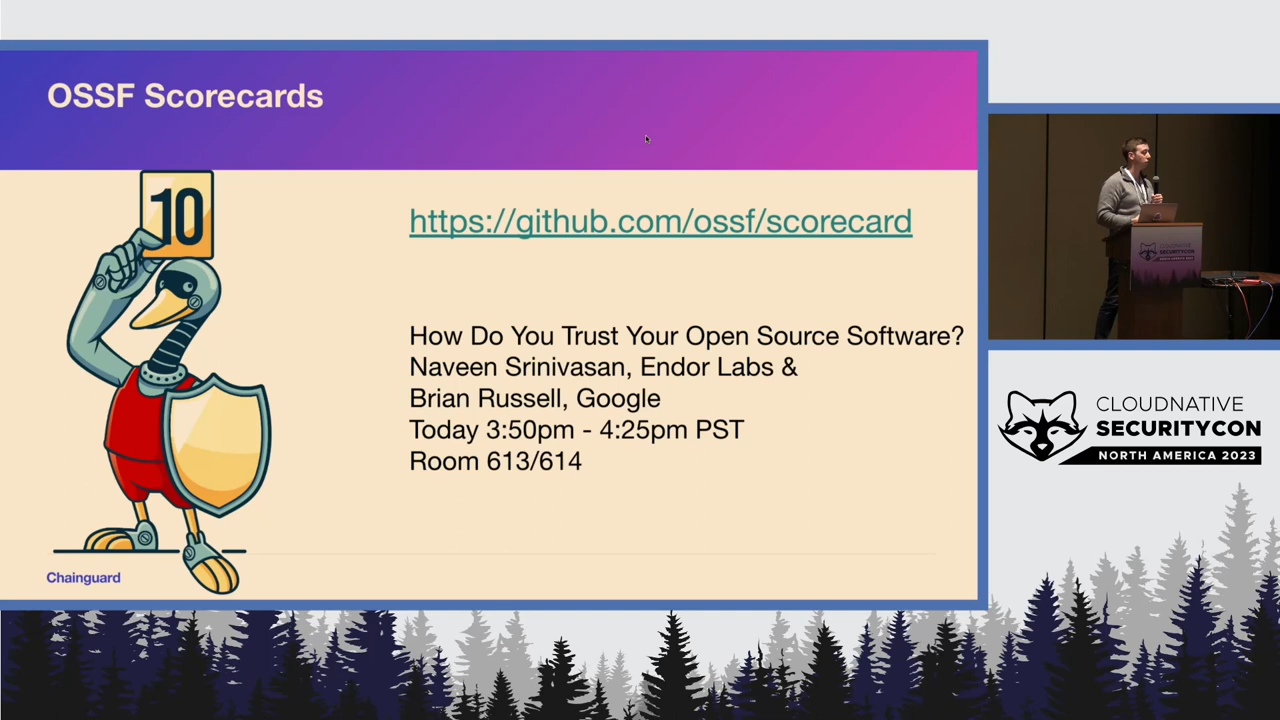 OSSF Scorecards
10
https://github.com/ossf/scorecard
How Do You Trust Your Open Source Software?
Naveen Srinivasan, Endor Labs &
Brian Russell, Google
Today 3:50pm - 4:25pm PST
Room 613/614
Chainguard
CLOUDNATIVE
SECURITYCON
NORTH AMERICA 2023
CLOUDNATIVE
SECURITYCON